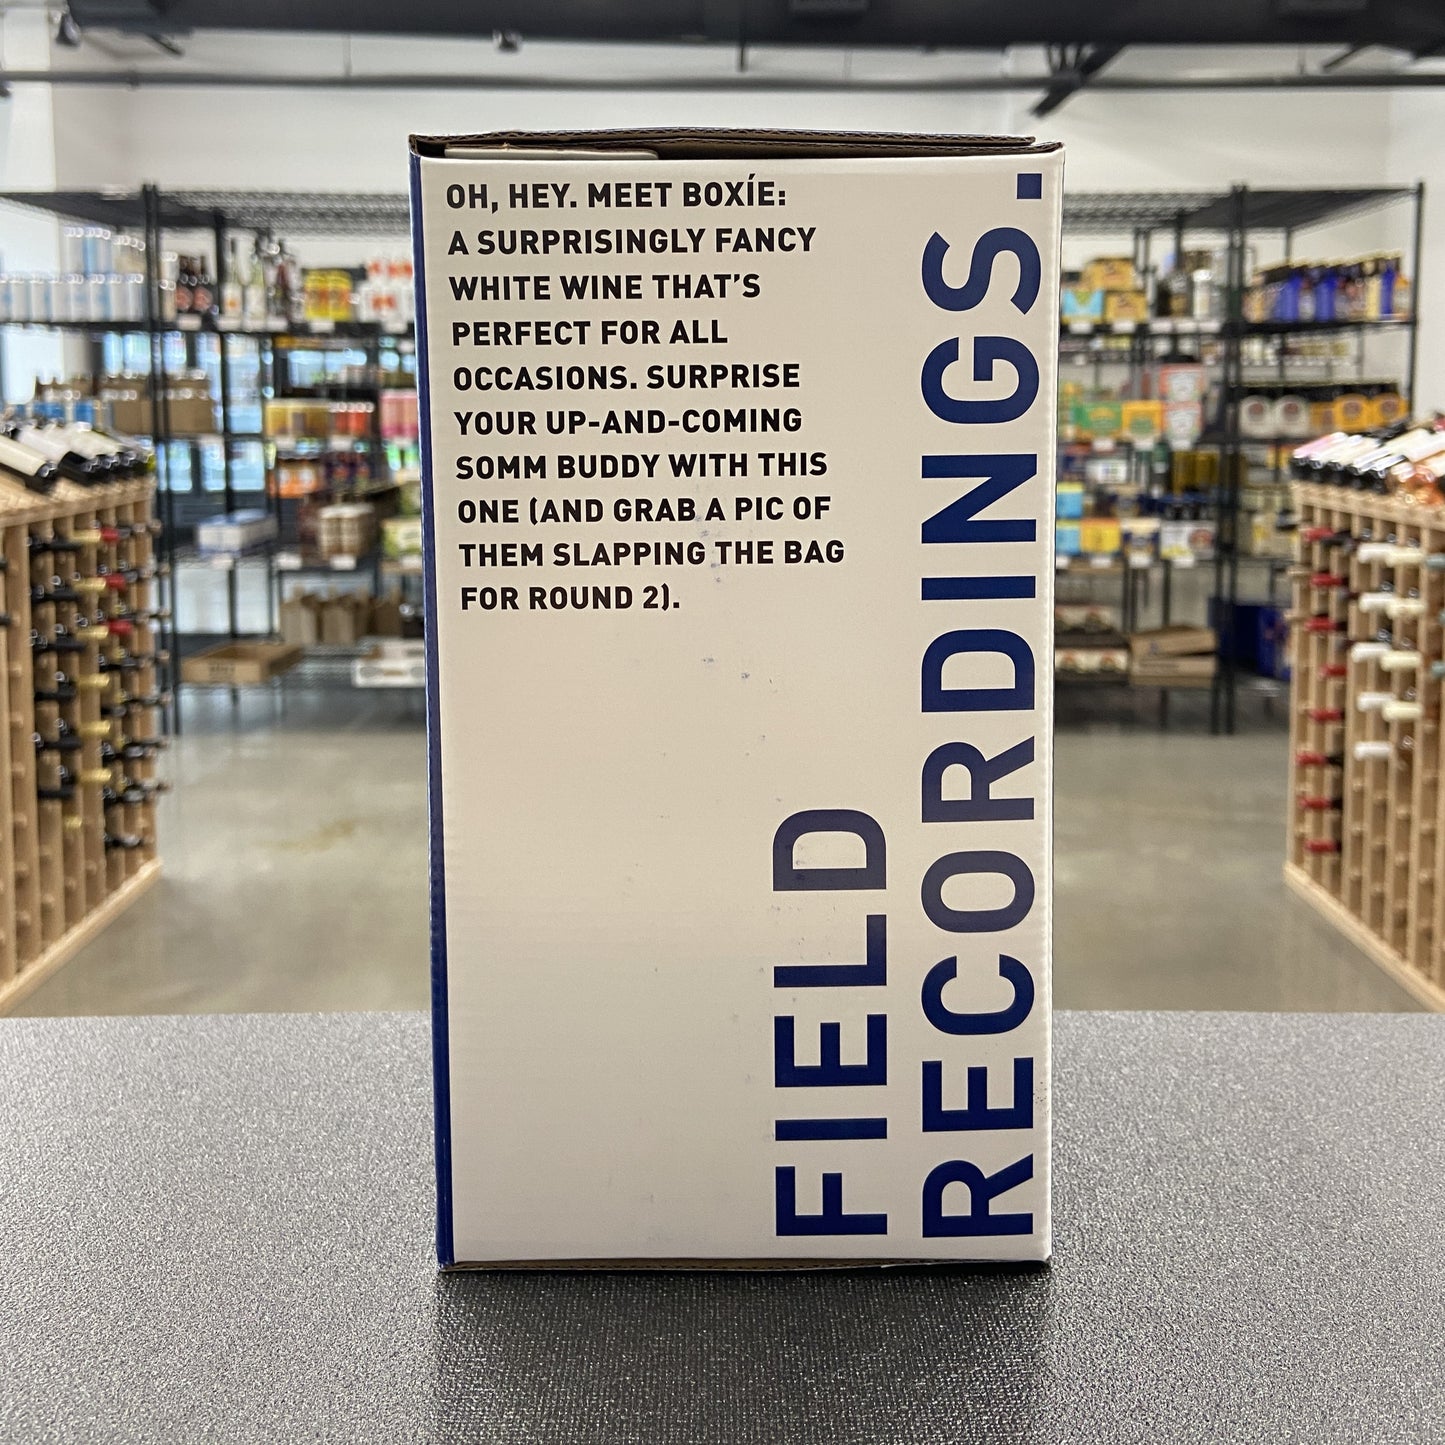 OH, HEY. MEET BOXÍE:
A SURPRISINGLY FANCY
WHITE WINE THAT'S
PERFECT FOR ALL
OCCASIONS. SURPRISE
YOUR UP-AND-COMING
SOMM BUDDY WITH THIS
ONE (AND GRAB A PIC OF
THEM SLAPPING THE BAG
FOR ROUND 2).
FIELD
RECORDINGS.